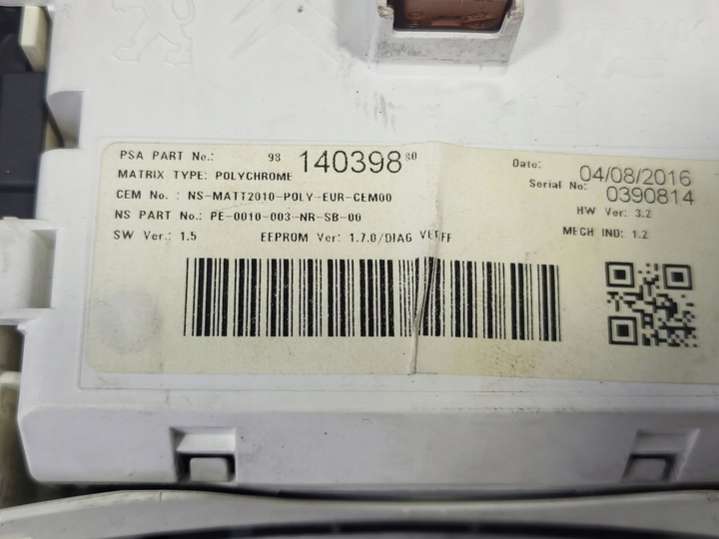 PSA PART No.: 98 140398 80
MATRIX TYPE: POLYCHROME
CEM No.: NS-MATT2010-POLY-EUR-CEM00
NS PART No.: PE-0010-003-NR-SB-00
SW Ver.: 1.5 EEPROM Ver: 1.7.0/DIAG VEFF
Date: 04/08/2016
Serial No: 0390814
HW Ver: 3.2
MECH IND: 1.2